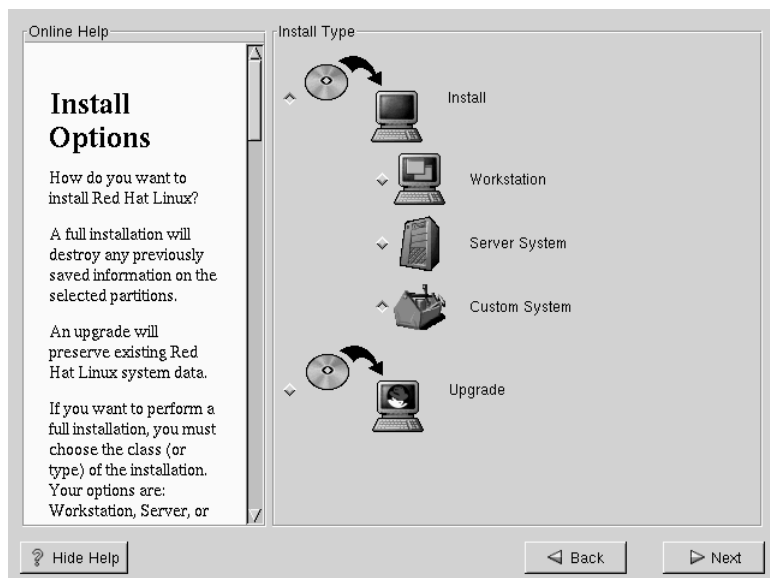 Online Help
Install
Options
How do you want to
install Red Hat Linux?
A full installation will
destroy any previously
saved information on the
selected partitions.
An upgrade will
preserve existing Red
Hat Linux system data.
If you want to perform a
full installation, you must
choose the class (or
type) of the installation.
Your options are:
Workstation, Server, or
Install Type
Install
Workstation
Server System
Custom System
Upgrade
? Hide Help
Back
Next